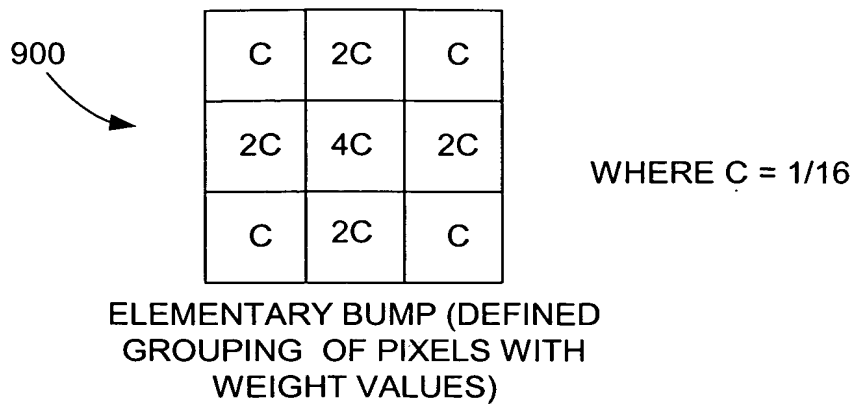 900
C 2C C
2C 4C 2C
C 2C C
WHERE C = 1/16
ELEMENTARY BUMP (DEFINED
GROUPING OF PIXELS WITH
WEIGHT VALUES)